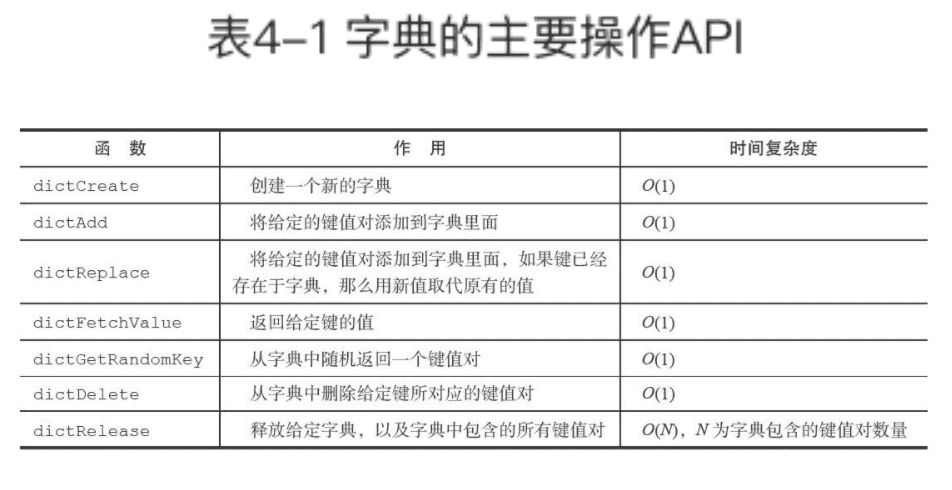 表4-1 字典的主要操作API
函 数 作 用 时间复杂度
dictCreate 创建一个新的字典 O(1)
dictAdd 将给定的键值对添加到字典里面 O(1)
将给定的键值对添加到字典里面，如果键已经
dictReplace O(1)
存在于字典，那么用新值取代原有的值
dictFetchValue 返回给定键的值 O(1)
dictGetRandomKey 从字典中随机返回一个键值对 O(1)
dictDelete 从字典中删除给定键所对应的键值对 O(1)
dictRelease 释放给定字典，以及字典中包含的所有键值对 O(N)，N 为字典包含的键值对数量